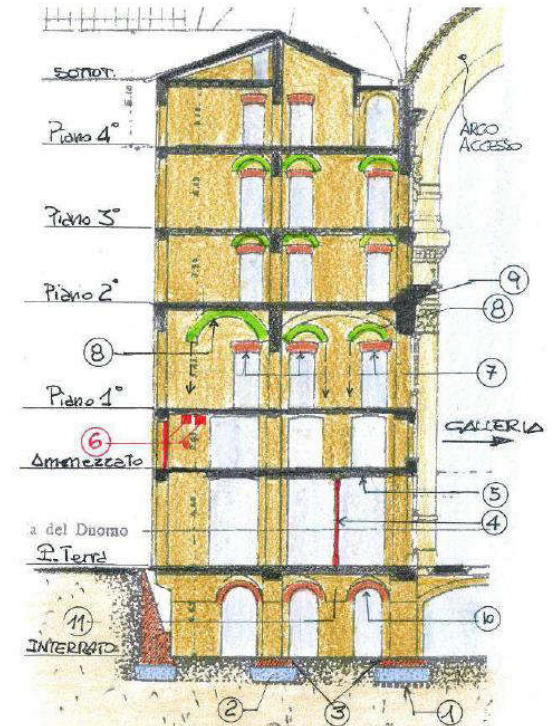 SOTTOT.
Piano 4°
ARCO
ACCESSO
Piano 3°
Piano 2°
9
8
8
7
Piano 1°
6
GALLERIA
Ammezzato
5
a del Duomo
4
P. Terra
11
INTERRATO
10
2
3
1